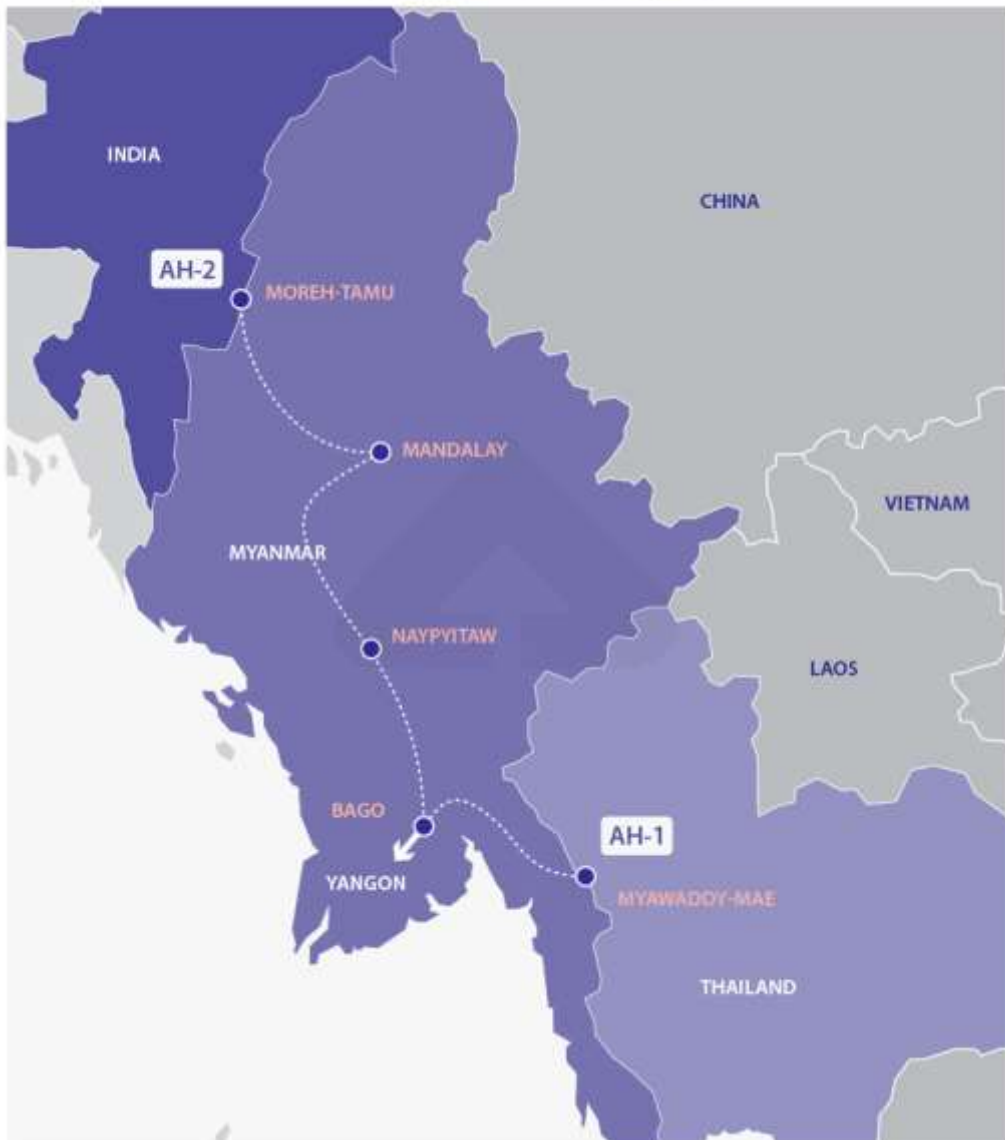 INDIA
CHINA
AH-2
MOREH-TAMU
MANDALAY
VIETNAM
MYANMAR
NAYPYITAW
LAOS
BAGO
AH-1
YANGON
MYAWADDY-MAE
THAILAND